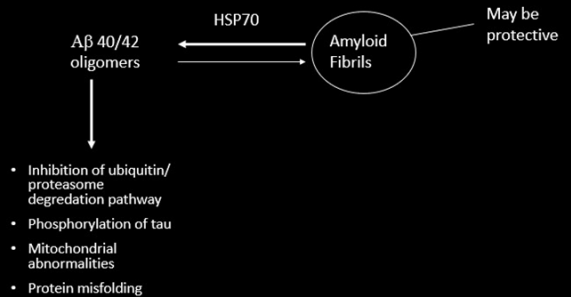 HSP70
May be
protective
Aβ 40/42
oligomers
Amyloid
Fibrils
• Inhibition of ubiquitin/
proteasome
degredation pathway
• Phosphorylation of tau
• Mitochondrial
abnormalities
• Protein misfolding